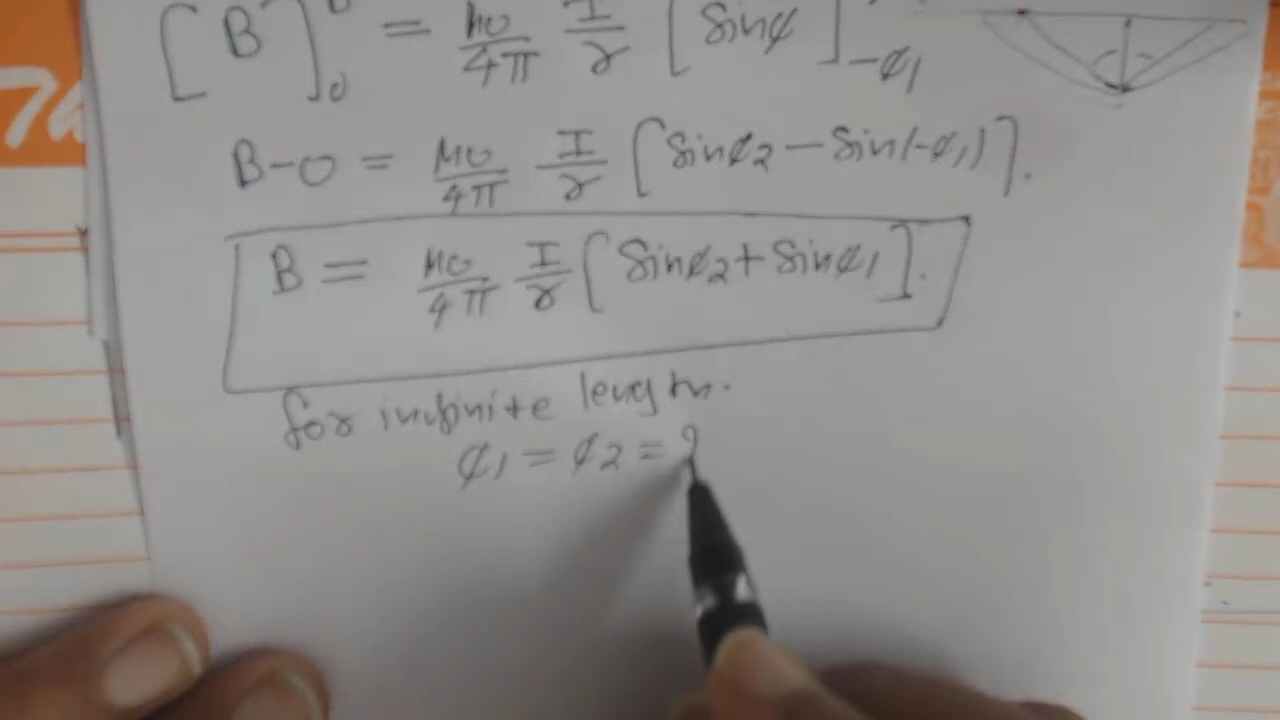 [B]₀ = μ0/4π I/r [Sinϕ]₋ϕ₁
B-0 = μ0/4π I/r [Sinϕ2 - Sin(-ϕ1)].
B = μ0/4π I/r [Sinϕ2 + Sinϕ1].
for infinite length.
ϕ1 = ϕ2 =